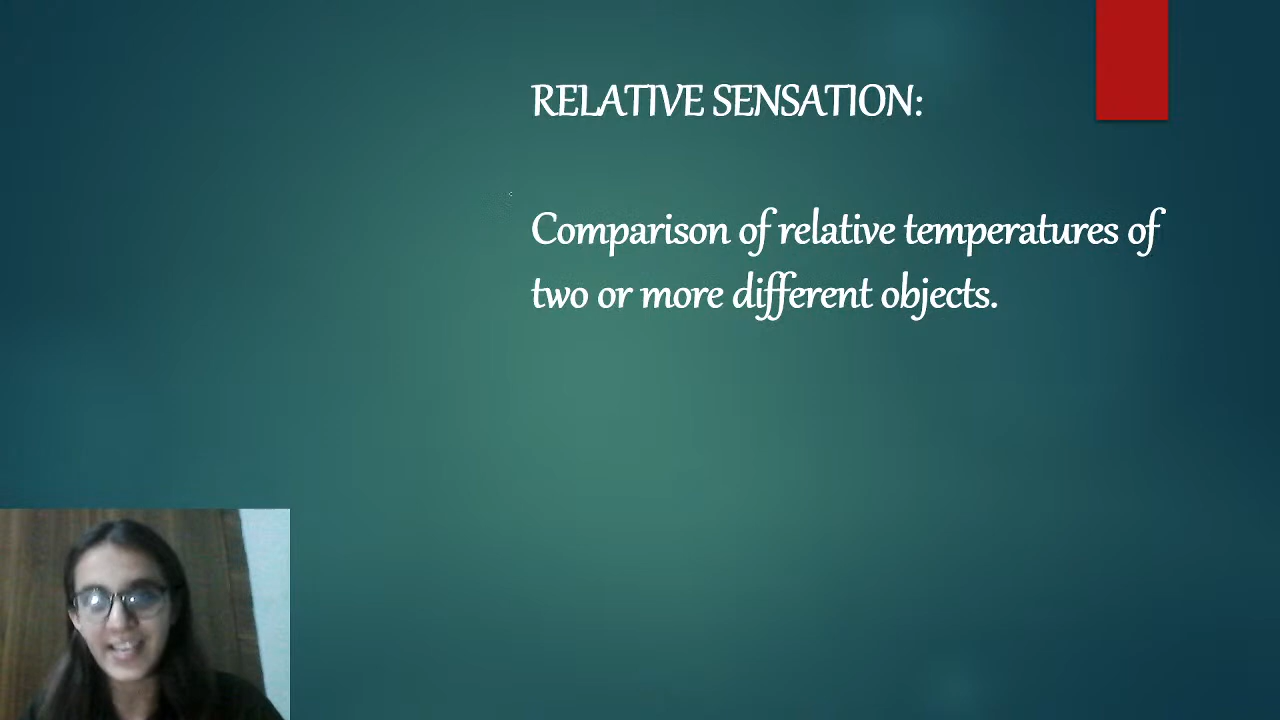 RELATIVE SENSATION:
Comparison of relative temperatures of
two or more different objects.